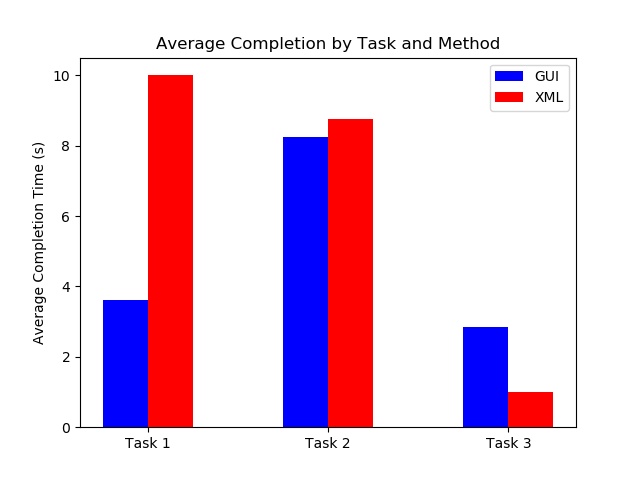 Average Completion by Task and Method
GUI
XML
Average Completion Time (s)
10
8
6
4
2
0
Task 1
Task 2
Task 3